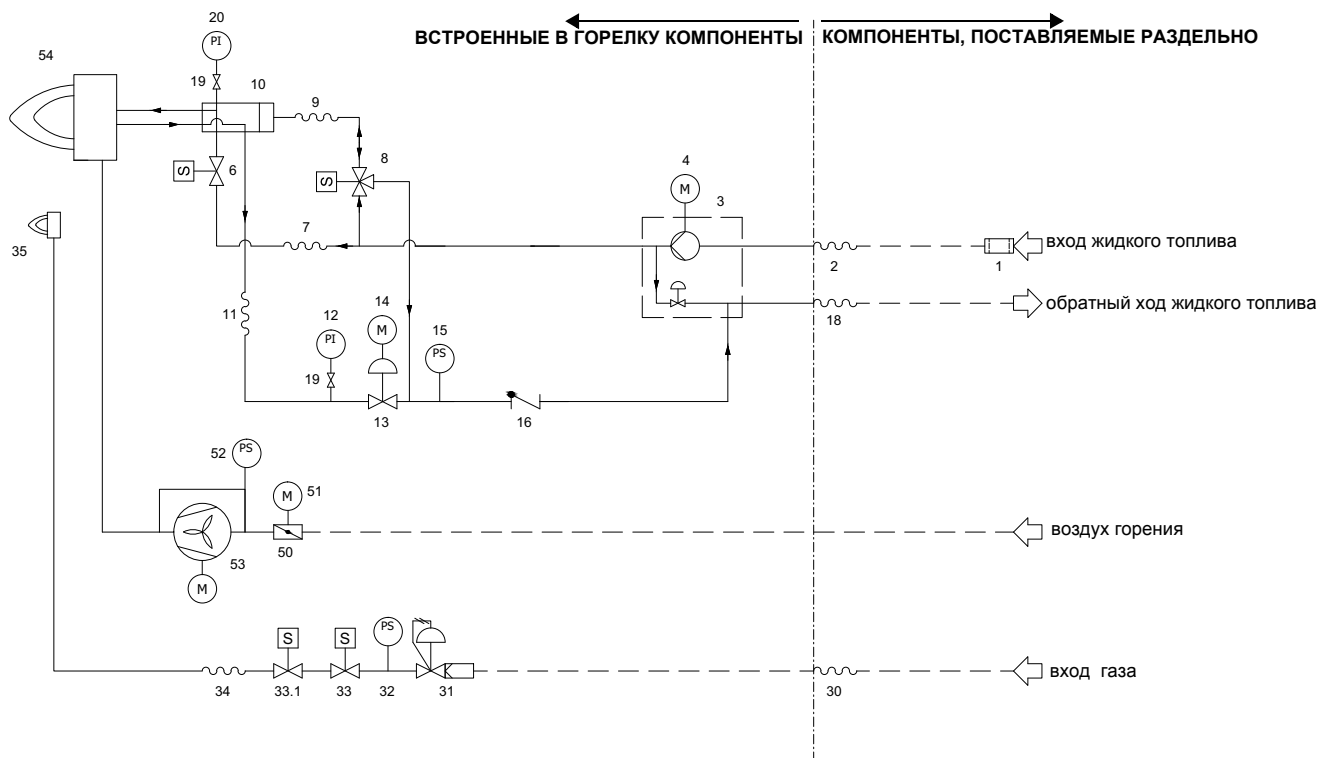 ВСТРОЕННЫЕ В ГОРЕЛКУ КОМПОНЕНТЫ
КОМПОНЕНТЫ, ПОСТАВЛЯЕМЫЕ РАЗДЕЛЬНО
20
PI
54
19
10
9
S
6
8
S
4
M
3
35
7
2
1
вход жидкого топлива
18
обратный ход жидкого топлива
11
12
PI
19
14
M
15
PS
13
16
52
PS
M
51
50
53
M
воздух горения
S
S
PS
34
33.1
33
32
31
30
вход газа